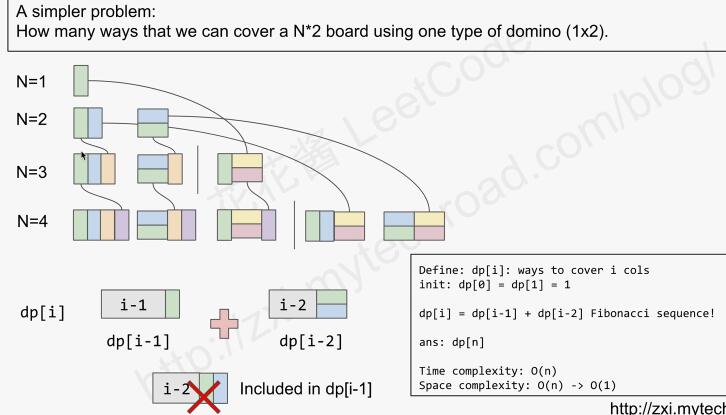 A simpler problem:
How many ways that we can cover a N*2 board using one type of domino (1x2).
N=1
N=2
N=3
N=4
dp[i]
i-1
dp[i-1]
i-2
dp[i-2]
i-2
Included in dp[i-1]
Define: dp[i]: ways to cover i cols
init: dp[0] = dp[1] = 1
dp[i] = dp[i-1] + dp[i-2] Fibonacci sequence!
ans: dp[n]
Time complexity: O(n)
Space complexity: O(n) -> O(1)
http://zxi.mytech
花花酱 LeetCode
http://zxi.mytechroad.com/blog/